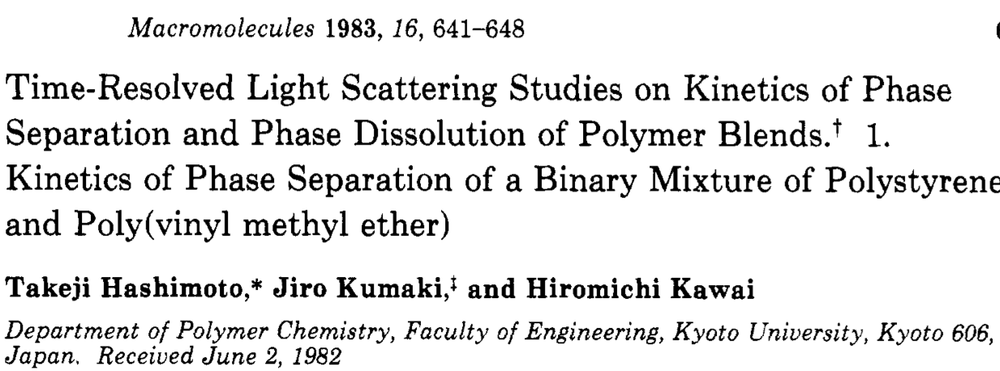 Macromolecules 1983, 16, 641–648
Time-Resolved Light Scattering Studies on Kinetics of Phase
Separation and Phase Dissolution of Polymer Blends.† 1.
Kinetics of Phase Separation of a Binary Mixture of Polystyrene
and Poly(vinyl methyl ether)
Takeji Hashimoto,* Jiro Kumaki,‡ and Hiromichi Kawai
Department of Polymer Chemistry, Faculty of Engineering, Kyoto University, Kyoto 606,
Japan. Received June 2, 1982